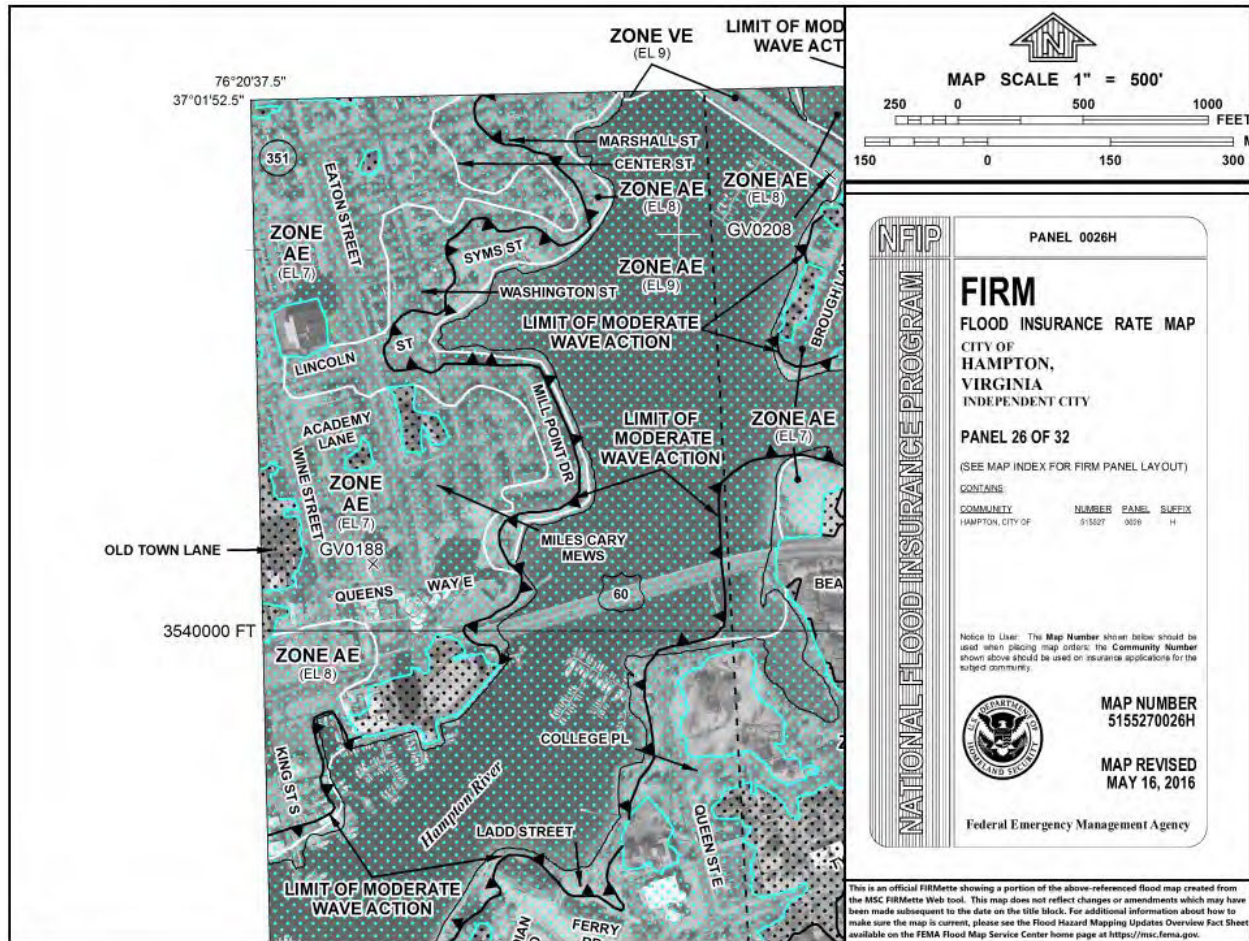 ZONE VE
(EL 9)
LIMIT OF MOD
WAVE ACT
76°20'37.5"
37°01'52.5"
351
MARSHALL ST
CENTER ST
EATON STREET
ZONE AE
(EL 8)
ZONE AE
(EL 8)
GV0208
ZONE
AE
(EL 7)
SYMS ST
ZONE AE
(EL 9)
WASHINGTON ST
BROUGH LA
LIMIT OF MODERATE
WAVE ACTION
LINCOLN
ST
MILL POINT DR
ACADEMY
LANE
LIMIT OF
MODERATE
WAVE ACTION
ZONE AE
(EL 7)
WINE STREET
ZONE
AE
(EL 7)
GV0188
OLD TOWN LANE
MILES CARY
MEWS
QUEENS
WAY E
60
BEA
3540000 FT
ZONE AE
(EL 8)
COLLEGE PL
KING ST S
Hampton River
QUEEN ST E
LADD STREET
LIMIT OF MODERATE
WAVE ACTION
FERRY
N
MAP SCALE 1" = 500'
250 0 500 1000
FEET
150 0 150 300
M
NFIP
NATIONAL FLOOD INSURANCE PROGRAM
PANEL 0026H
FIRM
FLOOD INSURANCE RATE MAP
CITY OF
HAMPTON,
VIRGINIA
INDEPENDENT CITY
PANEL 26 OF 32
(SEE MAP INDEX FOR FIRM PANEL LAYOUT)
CONTAINS:
COMMUNITY NUMBER PANEL SUFFIX
HAMPTON, CITY OF 515527 0026 H
Notice to User: The Map Number shown below should be
used when placing map orders; the Community Number
shown above should be used on insurance applications for the
subject community.
U.S. DEPARTMENT OF
HOMELAND SECURITY
MAP NUMBER
5155270026H
MAP REVISED
MAY 16, 2016
Federal Emergency Management Agency
This is an official FIRMette showing a portion of the above-referenced flood map created from
the MSC FIRMette Web tool. This map does not reflect changes or amendments which may have
been made subsequent to the date on the title block. For additional information about how to
make sure the map is current, please see the Flood Hazard Mapping Updates Overview Fact Sheet
available on the FEMA Flood Map Service Center home page at https://msc.fema.gov.